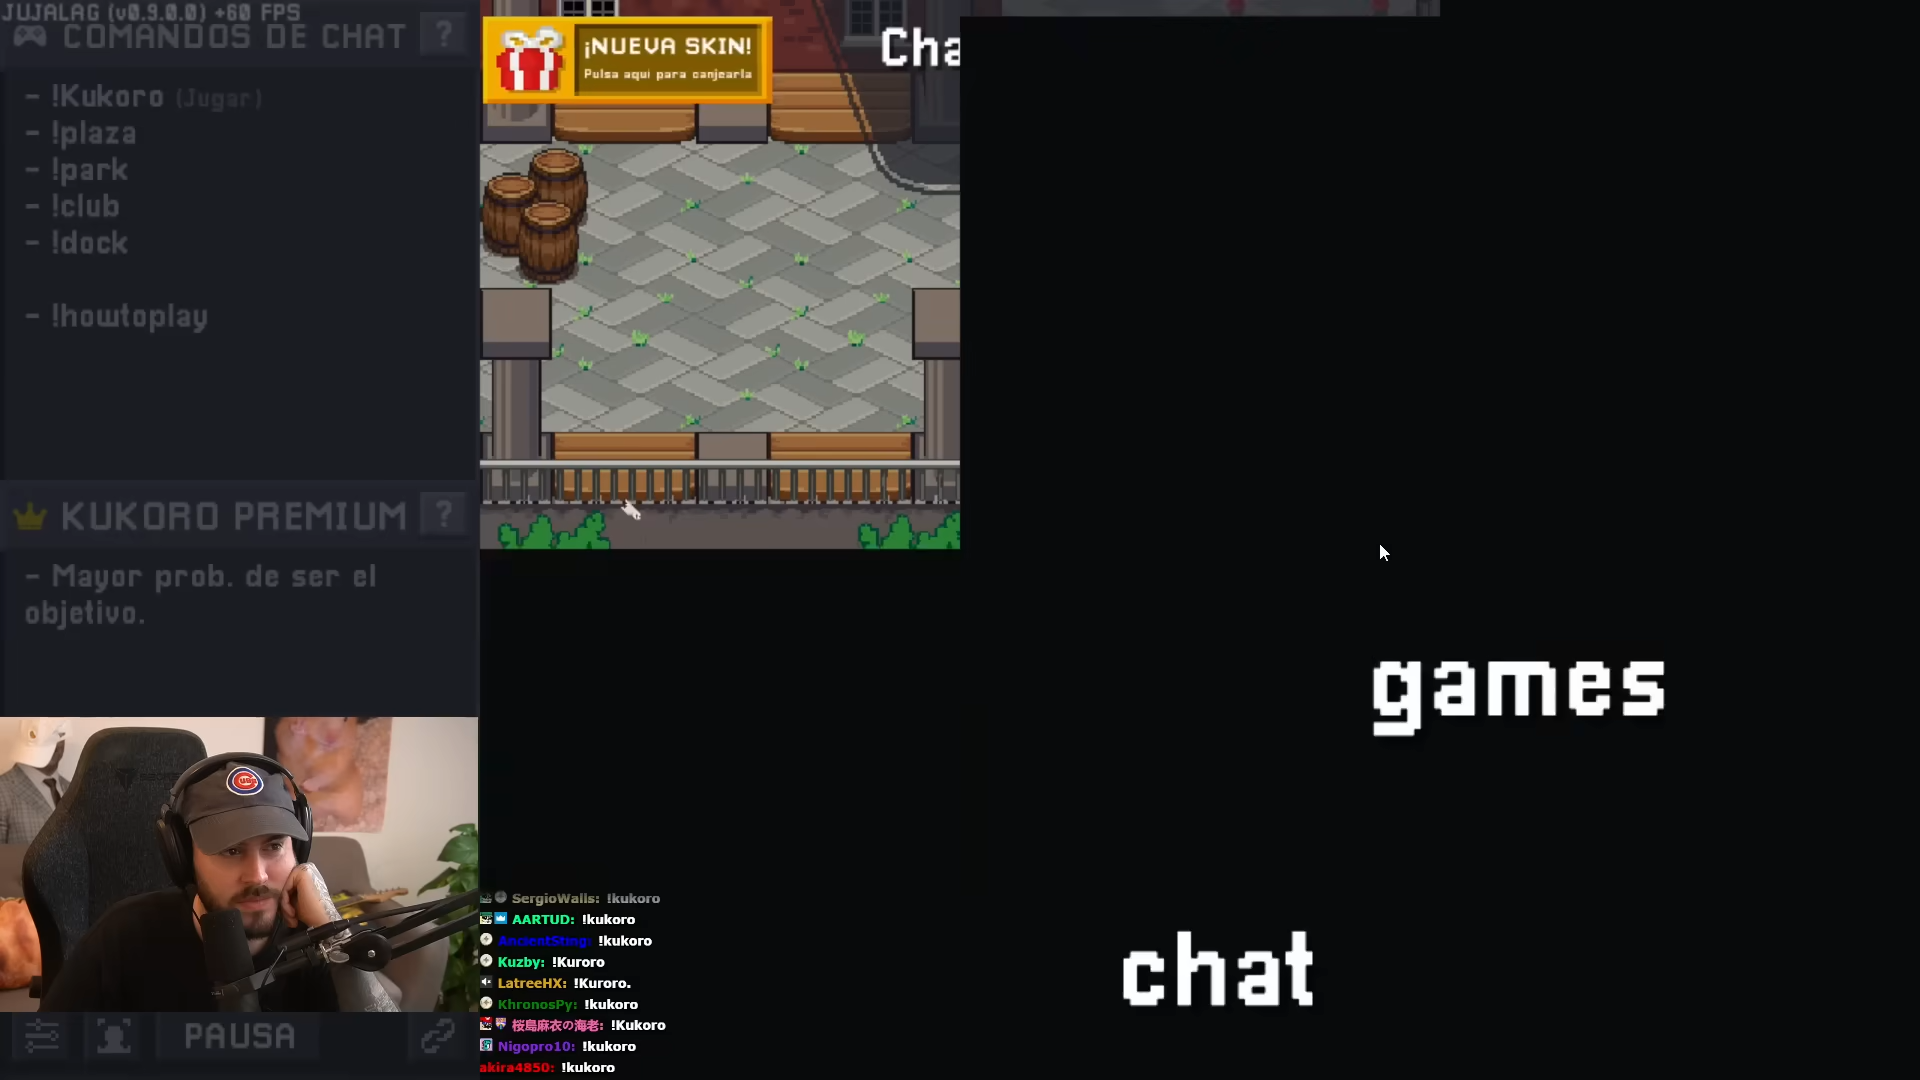 JUJALAG (v0.9.0.0) +60 FPS
COMANDOS DE CHAT ?
- !Kukoro (Jugar)
- !plaza
- !park
- !club
- !dock
- !howtoplay
KUKORO PREMIUM ?
- Mayor prob. de ser el
objetivo.
PAUSA
¡NUEVA SKIN!
Pulsa aquí para canjearla
Cha
games
chat
SergioWalls: !kukoro
AARTUD: !kukoro
AncientSting: !kukoro
Kuzby: !Kuroro
LatreeHX: !Kuroro.
KhronosPy: !kukoro
桜島麻衣の海老: !Kukoro
Nigopro10: !kukoro
akira4850: !kukoro